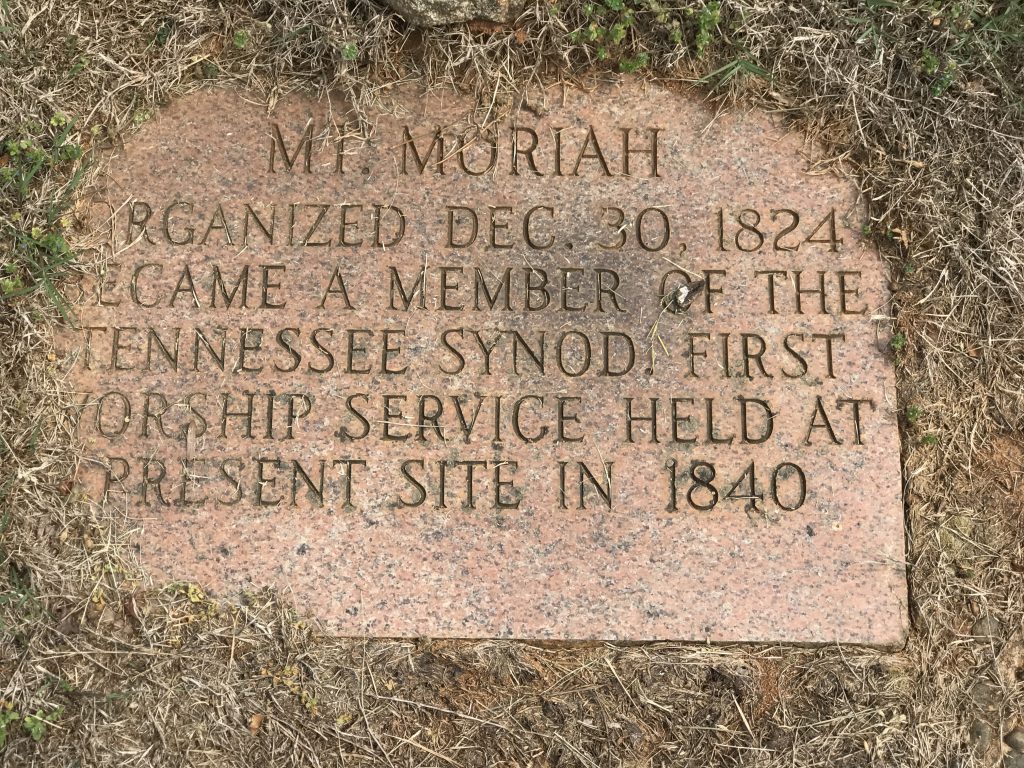 MT. MORIAH
ORGANIZED DEC. 30, 1824
BECAME A MEMBER OF THE
TENNESSEE SYNOD. FIRST
WORSHIP SERVICE HELD AT
PRESENT SITE IN 1840